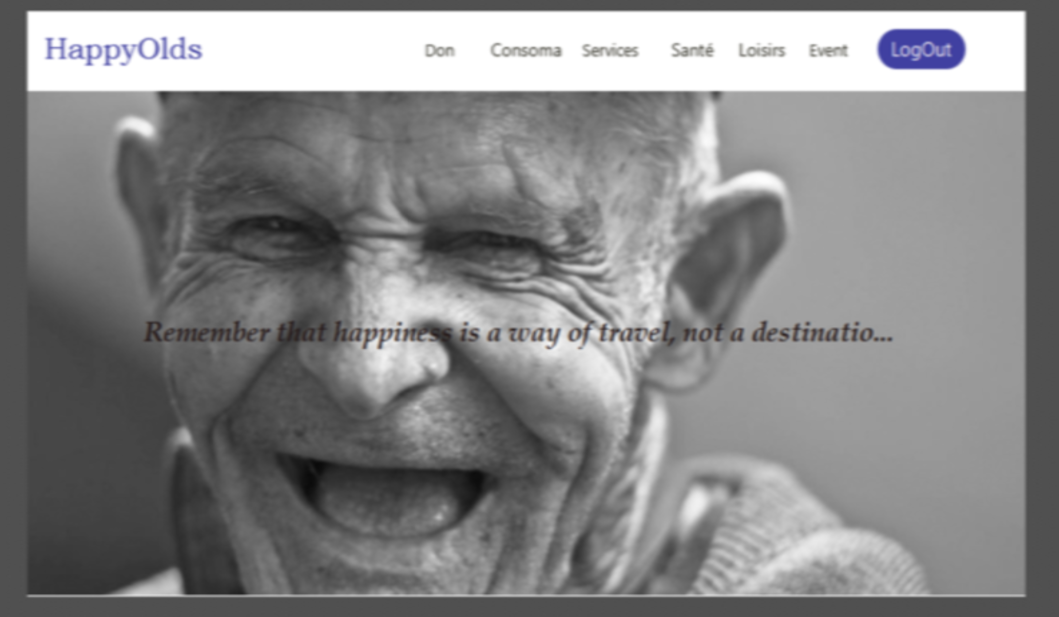 HappyOlds Don Consoma Services Santé Loisirs Event LogOut
Remember that happiness is a way of travel, not a destinatio...